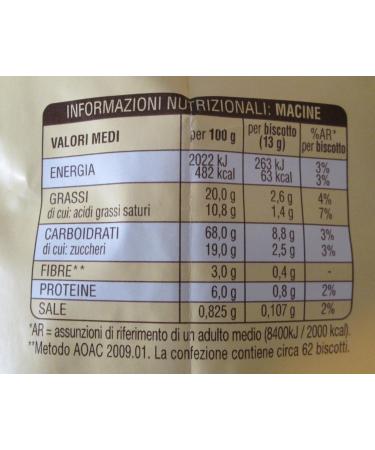 INFORMAZIONI NUTRIZIONALI: MACINE
VALORI MEDI per 100 g per biscotto (13 g) %AR* per biscotto
ENERGIA 2022 kJ 263 kJ 3%
482 kcal 63 kcal 3%
GRASSI 20,0 g 2,6 g 4%
di cui: acidi grassi saturi 10,8 g 1,4 g 7%
CARBOIDRATI 68,0 g 8,8 g 3%
di cui: zuccheri 19,0 g 2,5 g 3%
FIBRE** 3,0 g 0,4 g -
PROTEINE 6,0 g 0,8 g 2%
SALE 0,825 g 0,107 g 2%
*AR = assunzioni di riferimento di un adulto medio (8400kJ / 2000 kcal).
**Metodo AOAC 2009.01. La confezione contiene circa 62 biscotti.